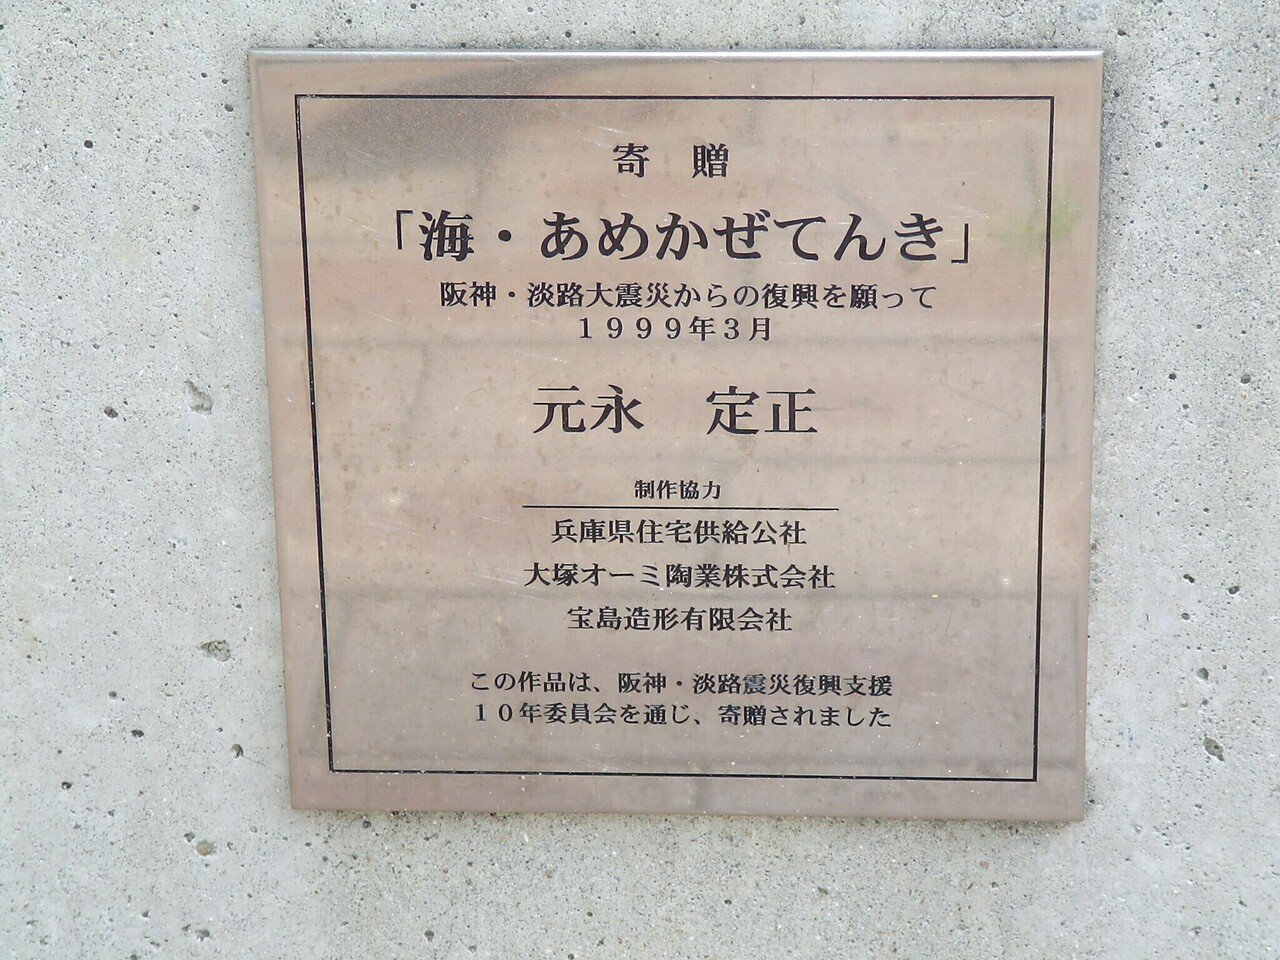 寄　贈
「海・あめかぜてんき」
阪神・淡路大震災からの復興を願って
１９９９年３月
元永　定正
制作協力
兵庫県住宅供給公社
大塚オーミ陶業株式会社
宝島造形有限会社
この作品は、阪神・淡路震災復興支援
１０年委員会を通じ、寄贈されました